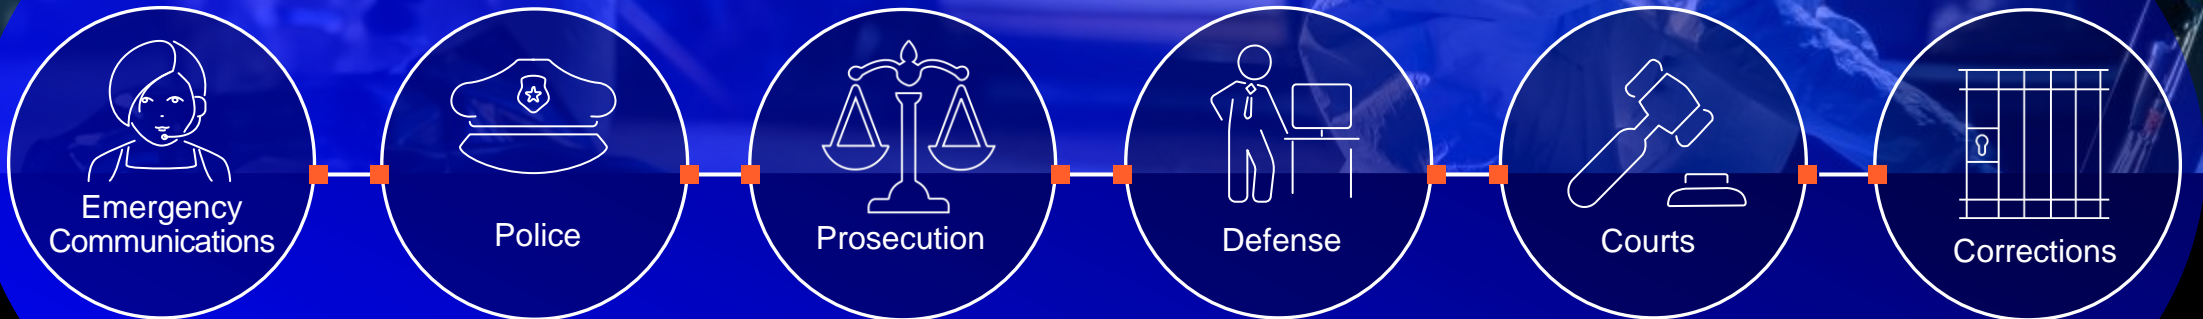 Emergency
Communications
Police
Prosecution
Defense
Courts
Corrections